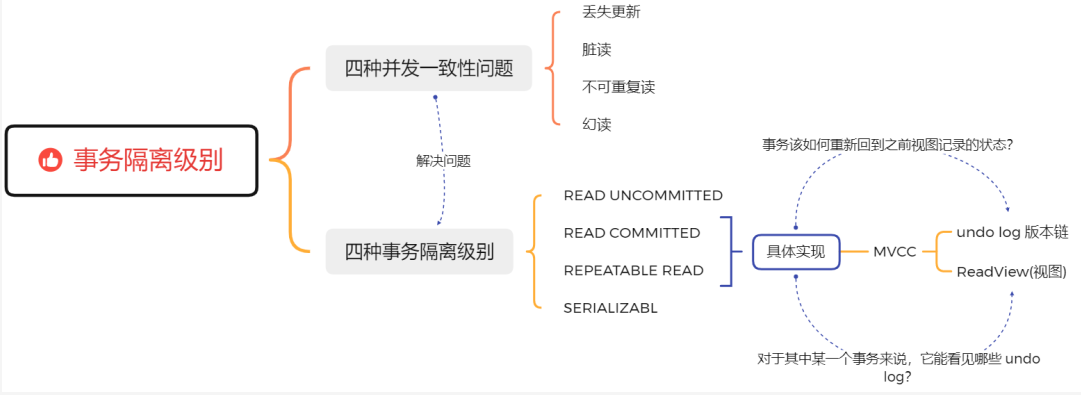 事务隔离级别
四种并发一致性问题
丢失更新
脏读
不可重复读
幻读
解决问题
四种事务隔离级别
READ UNCOMMITTED
READ COMMITTED
REPEATABLE READ
SERIALIZABL
事务该如何重新回到之前视图记录的状态?
具体实现
MVCC
undo log 版本链
ReadView(视图)
对于其中某一个事务来说，它能看见哪些 undo
log?